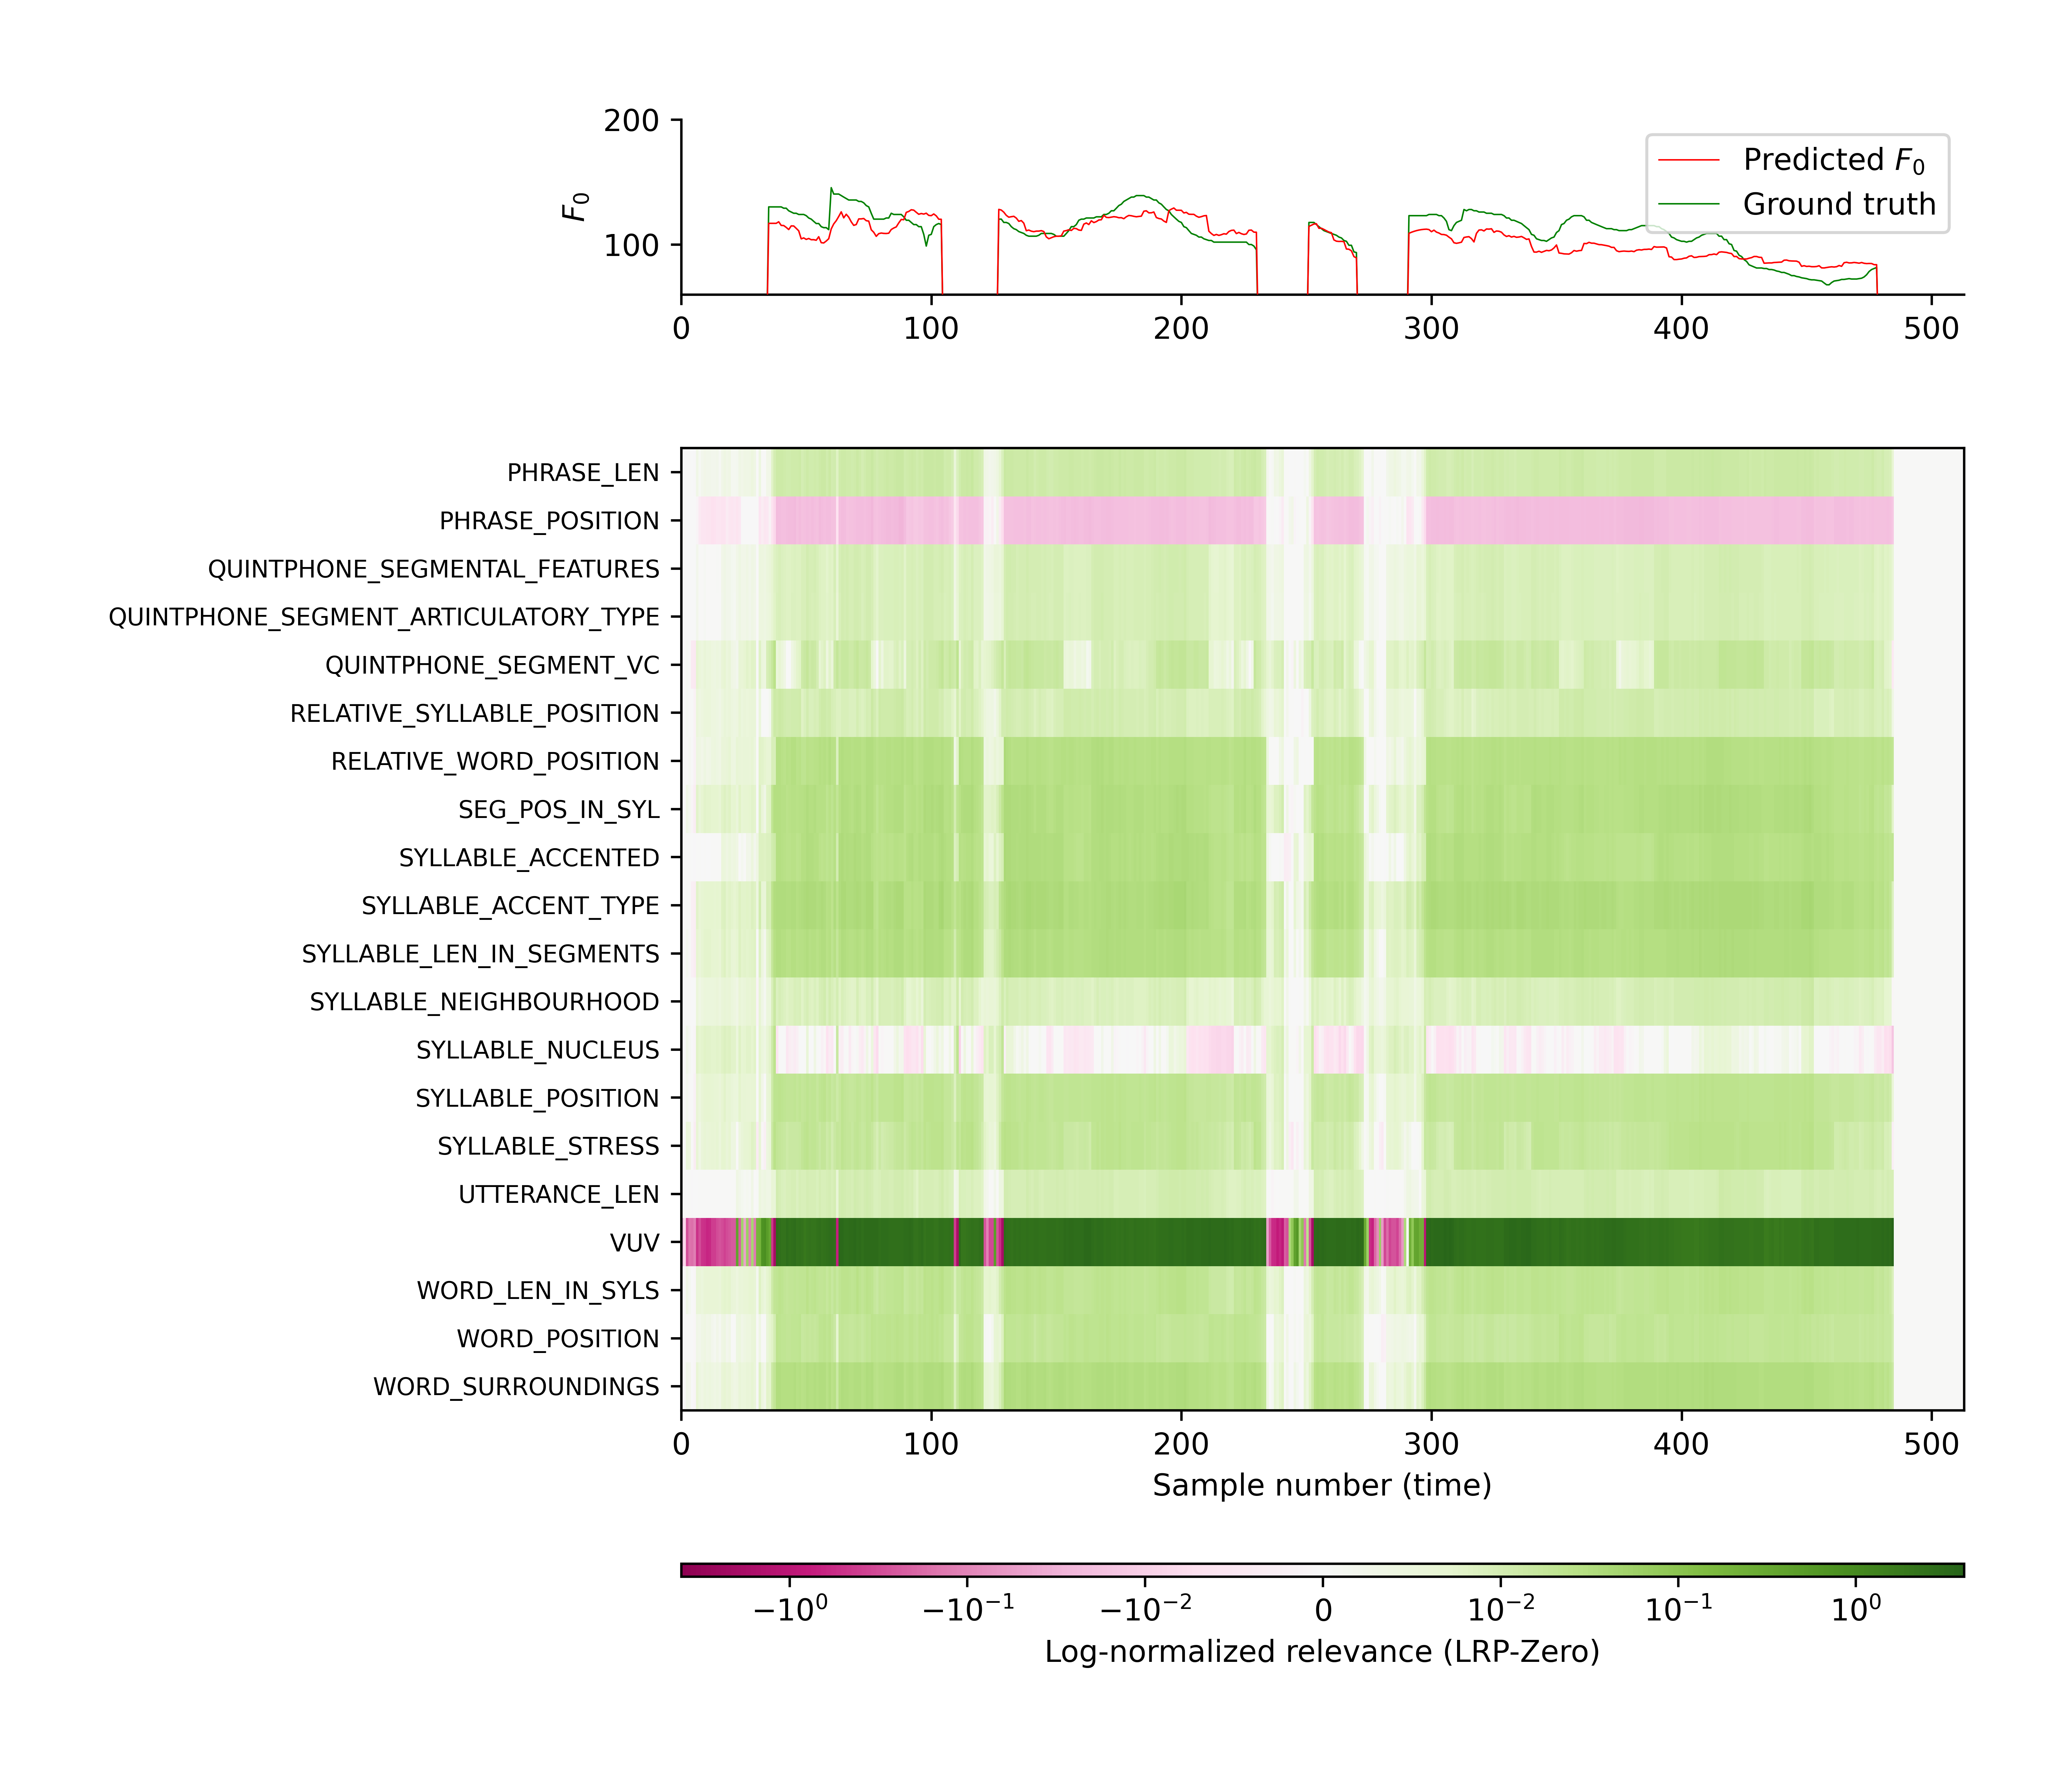 200
100
F₀
Predicted F₀
Ground truth
0 100 200 300 400 500
PHRASE_LEN
PHRASE_POSITION
QUINTPHONE_SEGMENTAL_FEATURES
QUINTPHONE_SEGMENT_ARTICULATORY_TYPE
QUINTPHONE_SEGMENT_VC
RELATIVE_SYLLABLE_POSITION
RELATIVE_WORD_POSITION
SEG_POS_IN_SYL
SYLLABLE_ACCENTED
SYLLABLE_ACCENT_TYPE
SYLLABLE_LEN_IN_SEGMENTS
SYLLABLE_NEIGHBOURHOOD
SYLLABLE_NUCLEUS
SYLLABLE_POSITION
SYLLABLE_STRESS
UTTERANCE_LEN
VUV
WORD_LEN_IN_SYLS
WORD_POSITION
WORD_SURROUNDINGS
0 100 200 300 400 500
Sample number (time)
−10⁰ −10⁻¹ −10⁻² 0 10⁻² 10⁻¹ 10⁰
Log-normalized relevance (LRP-Zero)